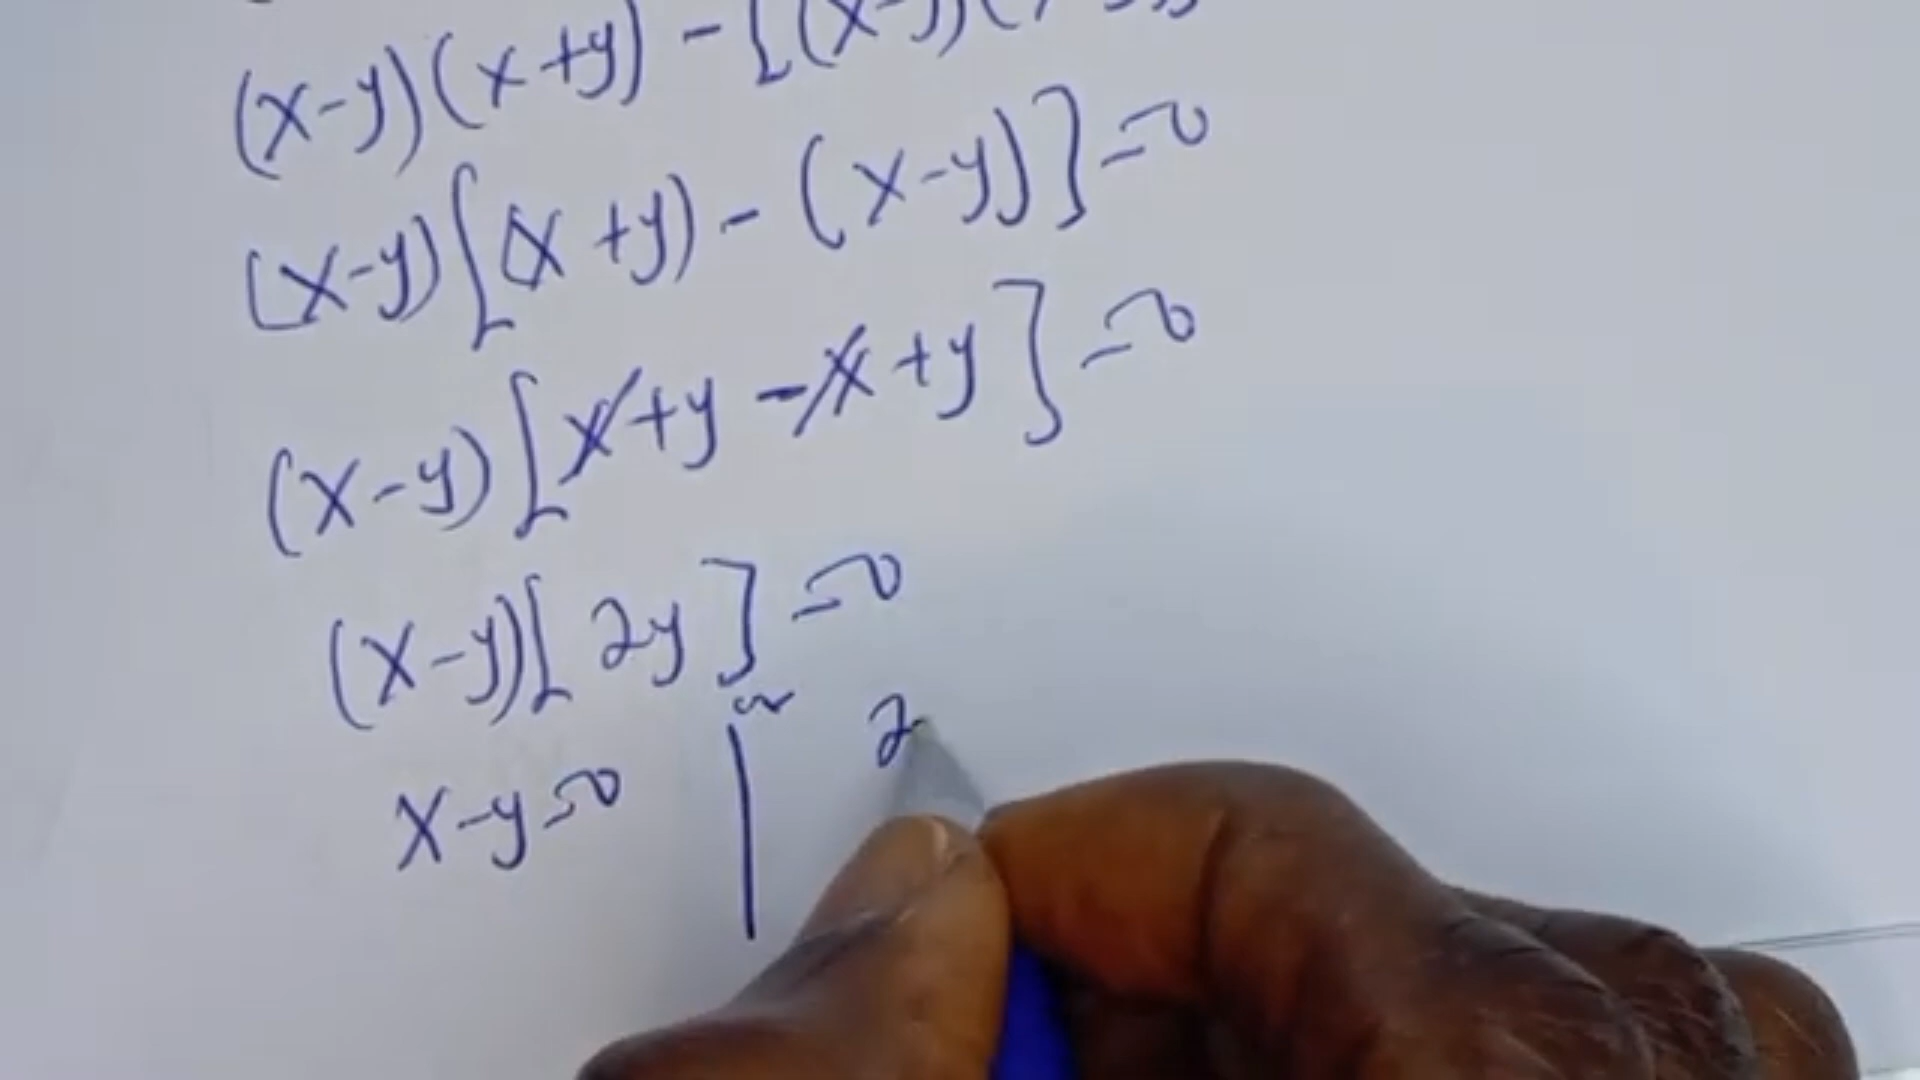 (x-y)(x+y) - [(x-y)(
(x-y)[(x+y) - (x-y)] = 0
(x-y)[x+y - x+y] = 0
(x-y)[2y] = 0
or
x-y=0 | 2